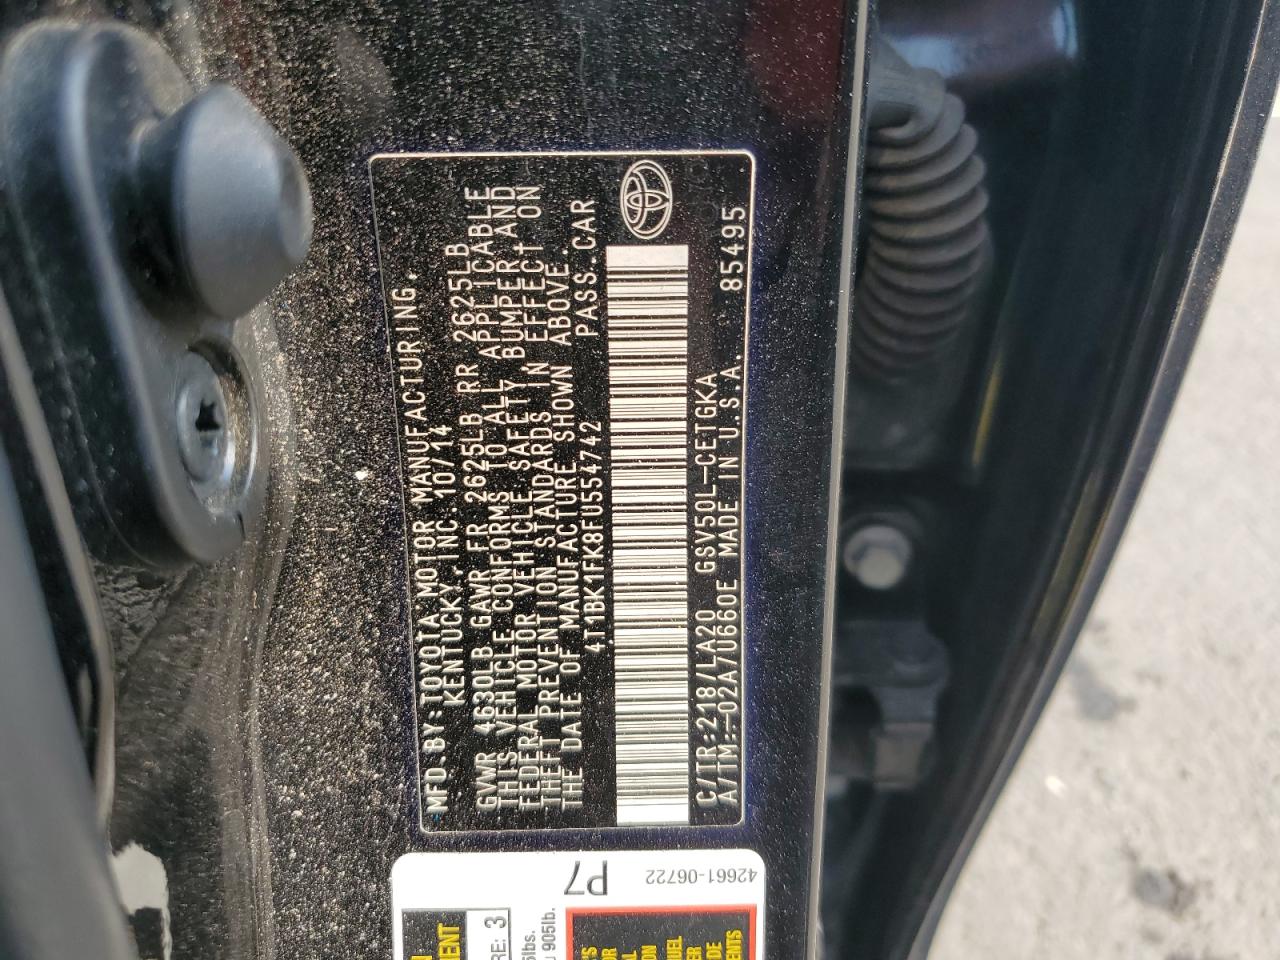 MFD. BY: TOYOTA MOTOR MANUFACTURING.
KENTUCKY. INC. 10/14
GVWR 4630LB GAWR FR 2625LB RR 2625LB
THIS VEHICLE CONFORMS TO ALL APPLICABLE
FEDERAL MOTOR VEHICLE SAFETY, BUMPER, AND
THEFT PREVENTION STANDARDS IN EFFECT ON
THE DATE OF MANUFACTURE SHOWN ABOVE.
4T1BK1FK8FU554742 PASS. CAR
C/TR: 218/LA20 GSV50L-CETGKA
A/TM: -02A/U660E MADE IN U.S.A. 85495
P7
42661-06722
RE: 3
905lb.